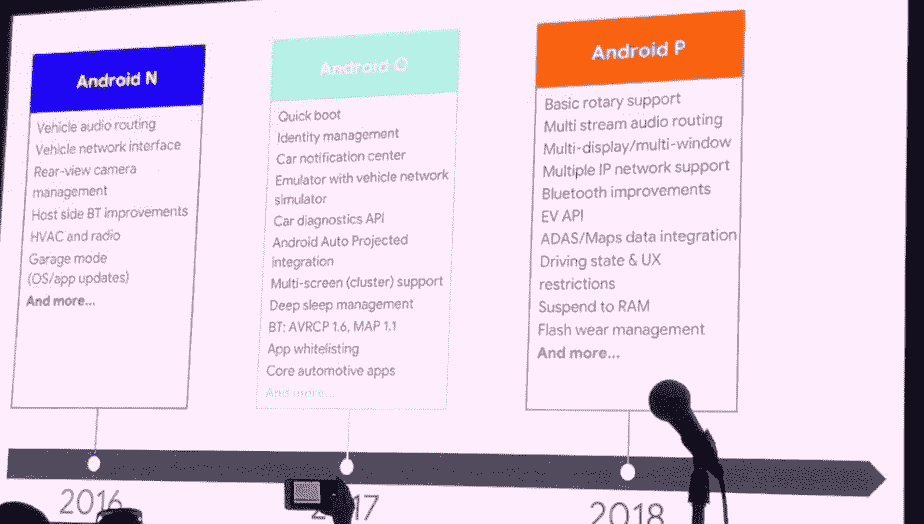 Android N
Vehicle audio routing
Vehicle network interface
Rear-view camera
management
Host side BT improvements
HVAC and radio
Garage mode
(OS/app updates)
And more...
Android O
Quick boot
Identity management
Car notification center
Emulator with vehicle network
simulator
Car diagnostics API
Android Auto Projected
integration
Multi-screen (cluster) support
Deep sleep management
BT: AVRCP 1.6, MAP 1.1
App whitelisting
Core automotive apps
And more...
Android P
Basic rotary support
Multi stream audio routing
Multi-display/multi-window
Multiple IP network support
Bluetooth improvements
EV API
ADAS/Maps data integration
Driving state & UX
restrictions
Suspend to RAM
Flash wear management
And more...
2016
2017
2018